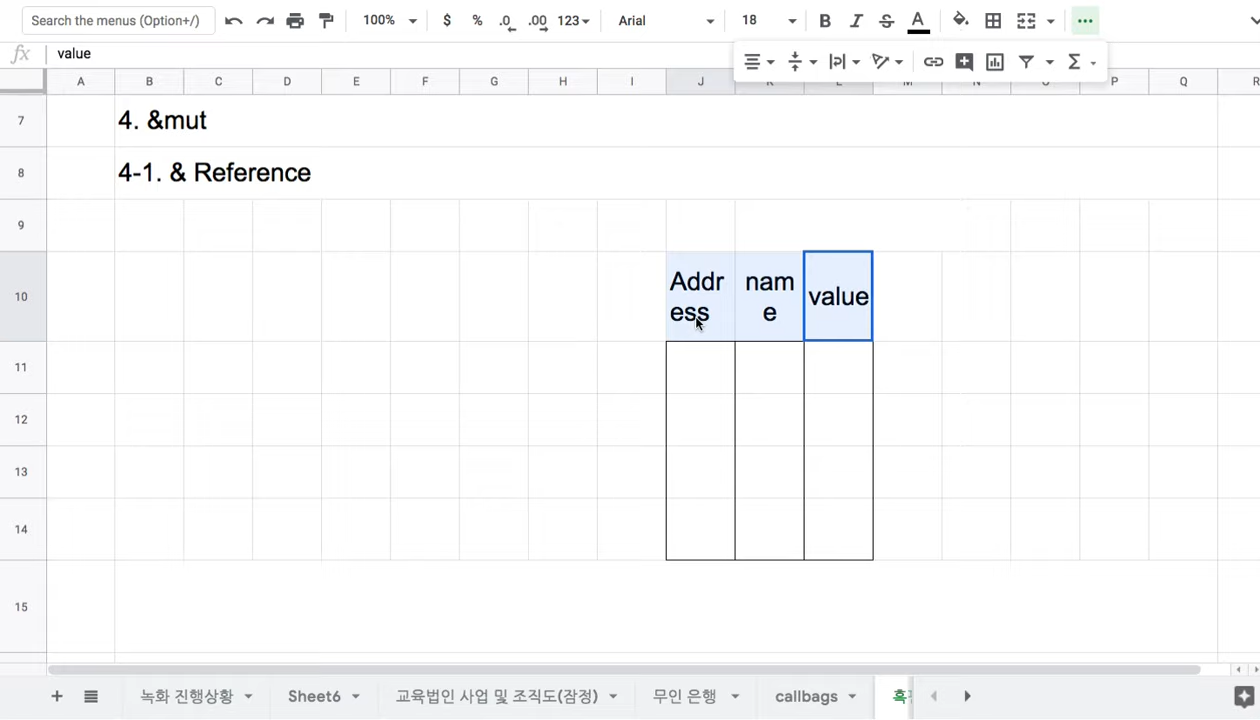 Search the menus (Option+/)
100%
$
%
.0
.00
123
Arial
18
B
I
S
A
fx
value
A B C D E F G H I J K L M N O P Q R
7
4. &mut
8
4-1. & Reference
9
10
Addr
ess
nam
e
value
11
12
13
14
15
녹화 진행상황
Sheet6
교육법인 사업 및 조직도(잠정)
무인 은행
callbags